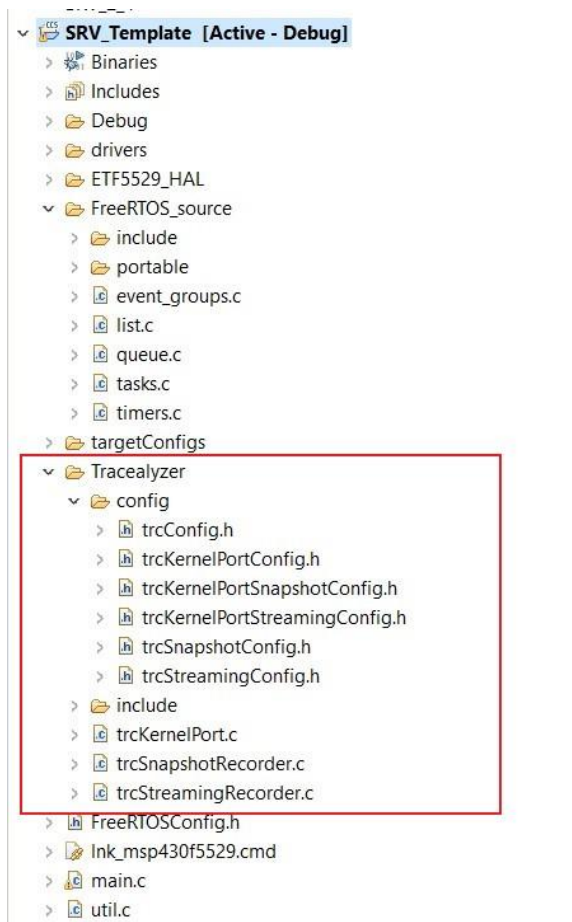 SRV_Template [Active - Debug]
Binaries
Includes
Debug
drivers
ETF5529_HAL
FreeRTOS_source
include
portable
event_groups.c
list.c
queue.c
tasks.c
timers.c
targetConfigs
Tracealyzer
config
trcConfig.h
trcKernelPortConfig.h
trcKernelPortSnapshotConfig.h
trcKernelPortStreamingConfig.h
trcSnapshotConfig.h
trcStreamingConfig.h
include
trcKernelPort.c
trcSnapshotRecorder.c
trcStreamingRecorder.c
FreeRTOSConfig.h
lnk_msp430f5529.cmd
main.c
util.c